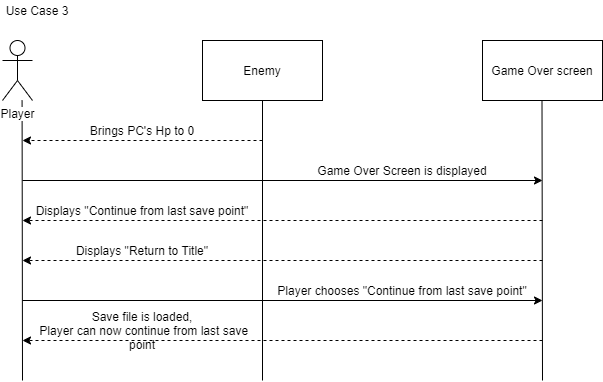 Use Case 3
Player
Enemy
Game Over screen
Brings PC's Hp to 0
Game Over Screen is displayed
Displays "Continue from last save point"
Displays "Return to Title"
Player chooses "Continue from last save point"
Save file is loaded,
Player can now continue from last save
point